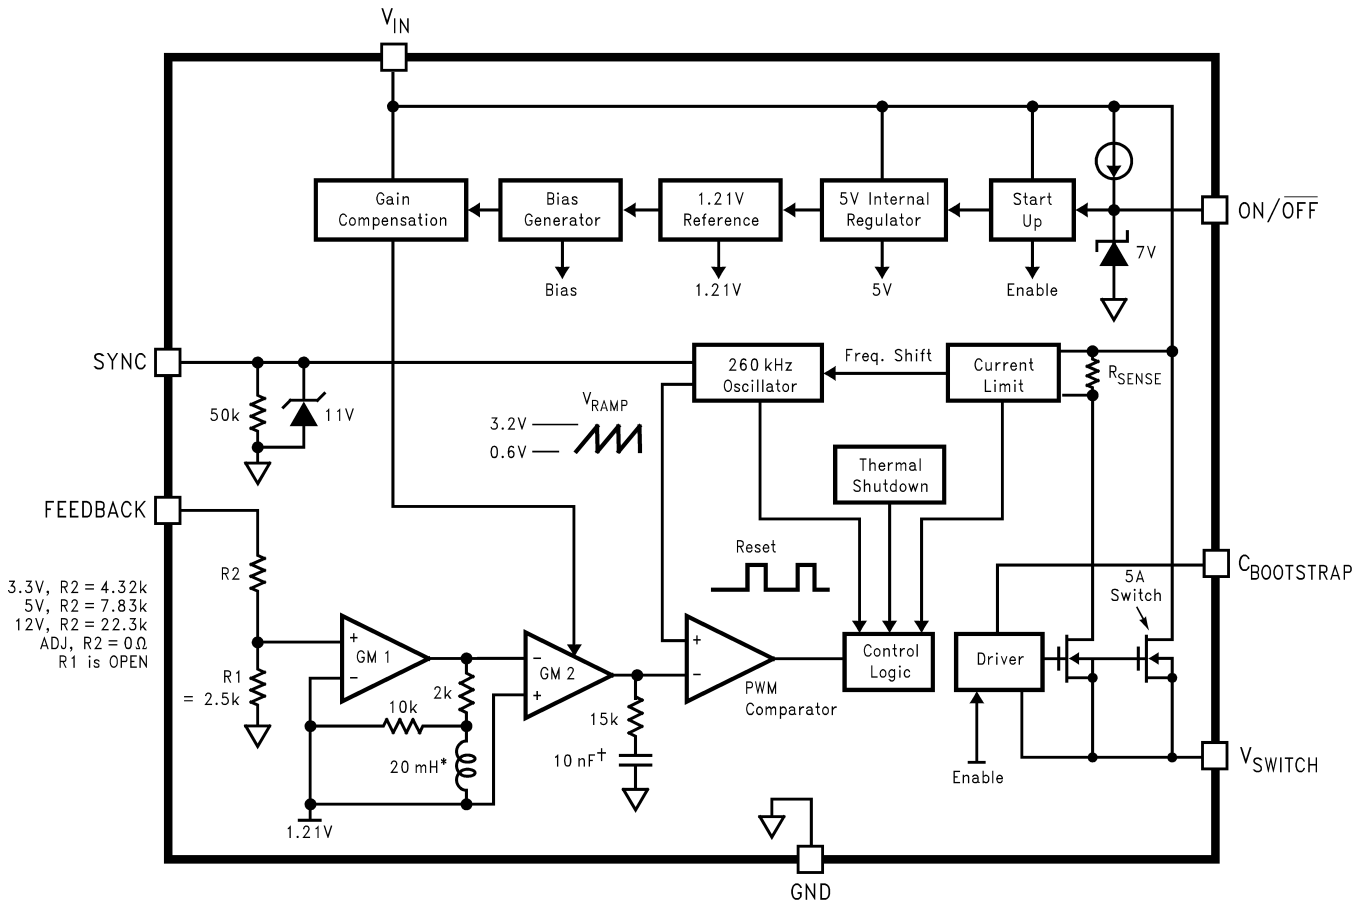 VIN
Gain
Compensation
Bias
Generator
1.21V
Reference
5V Internal
Regulator
Start
Up
ON/OFF
7V
Bias
1.21V
5V
Enable
SYNC
50k
11V
VRAMP
3.2V
0.6V
260 kHz
Oscillator
Freq. Shift
Current
Limit
RSENSE
Thermal
Shutdown
FEEDBACK
R2
3.3V, R2 = 4.32k
5V, R2 = 7.83k
12V, R2 = 22.3k
ADJ, R2 = 0Ω
R1 is OPEN
R1
= 2.5k
+
GM 1
−
2k
10k
20 mH*
1.21V
−
GM 2
+
15k
10 nF+
Reset
+
−
PWM
Comparator
Control
Logic
Driver
Enable
5A
Switch
CBOOTSTRAP
VSWITCH
GND